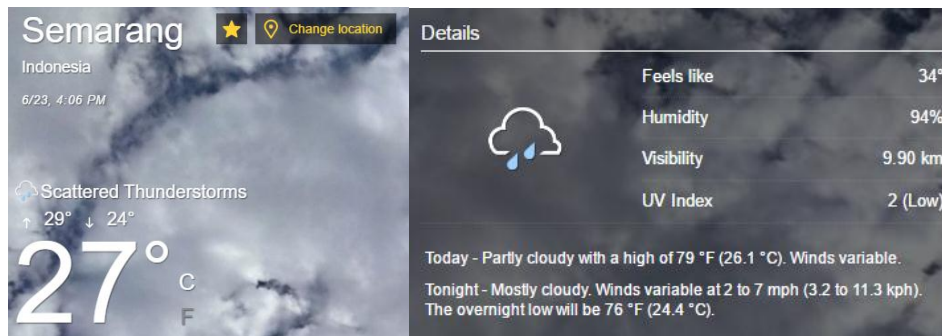 Semarang
Change location
Indonesia
6/23, 4:06 PM
Scattered Thunderstorms
↑ 29° ↓ 24°
27°
C
F
Details
Feels like 34°
Humidity 94%
Visibility 9.90 km
UV Index 2 (Low)
Today - Partly cloudy with a high of 79 °F (26.1 °C). Winds variable.
Tonight - Mostly cloudy. Winds variable at 2 to 7 mph (3.2 to 11.3 kph).
The overnight low will be 76 °F (24.4 °C).